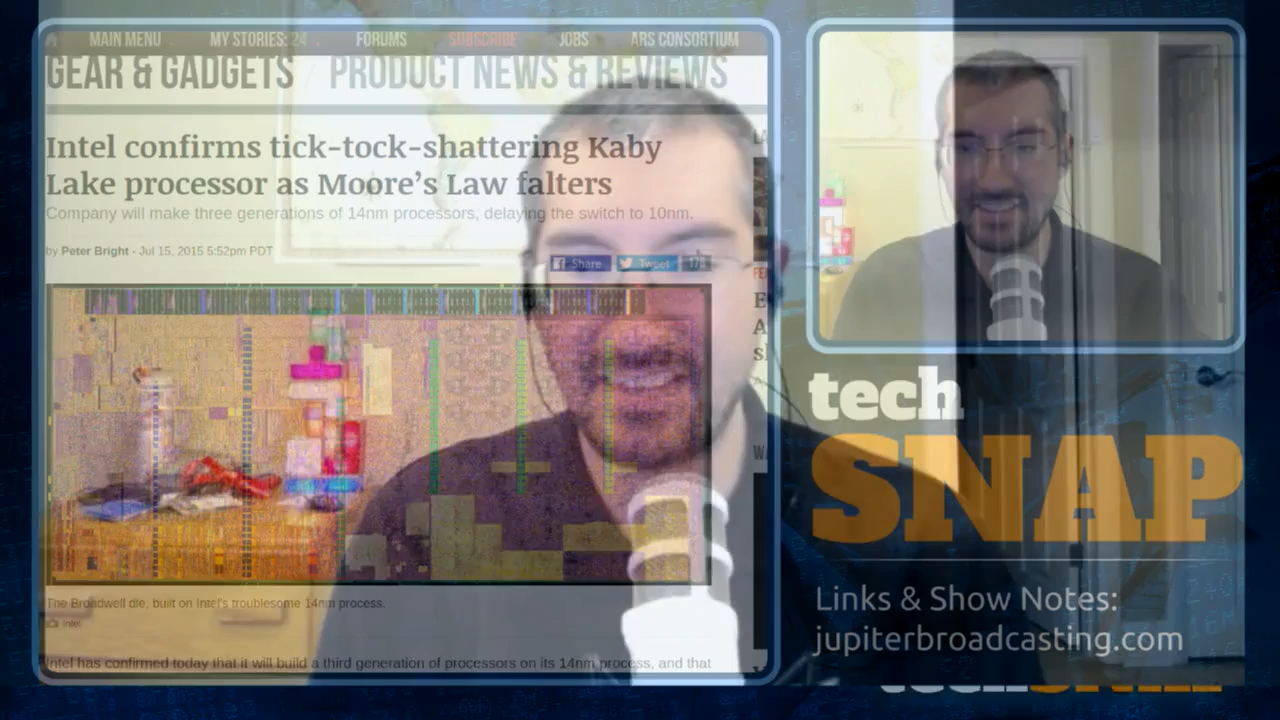 MAIN MENU MY STORIES: 24 FORUMS SUBSCRIBE JOBS ARS CONSORTIUM
GEAR & GADGETS PRODUCT NEWS & REVIEWS
Intel confirms tick-tock-shattering Kaby
Lake processor as Moore's Law falters
Company will make three generations of 14nm processors, delaying the switch to 10nm.
by Peter Bright - Jul 15, 2015 5:52pm PDT
Share Tweet 178
The Broadwell die, built on Intel's troublesome 14nm process.
Intel
Intel has confirmed today that it will build a third generation of processors on its 14nm process, and that
tech
SNAP
Links & Show Notes:
jupiterbroadcasting.com